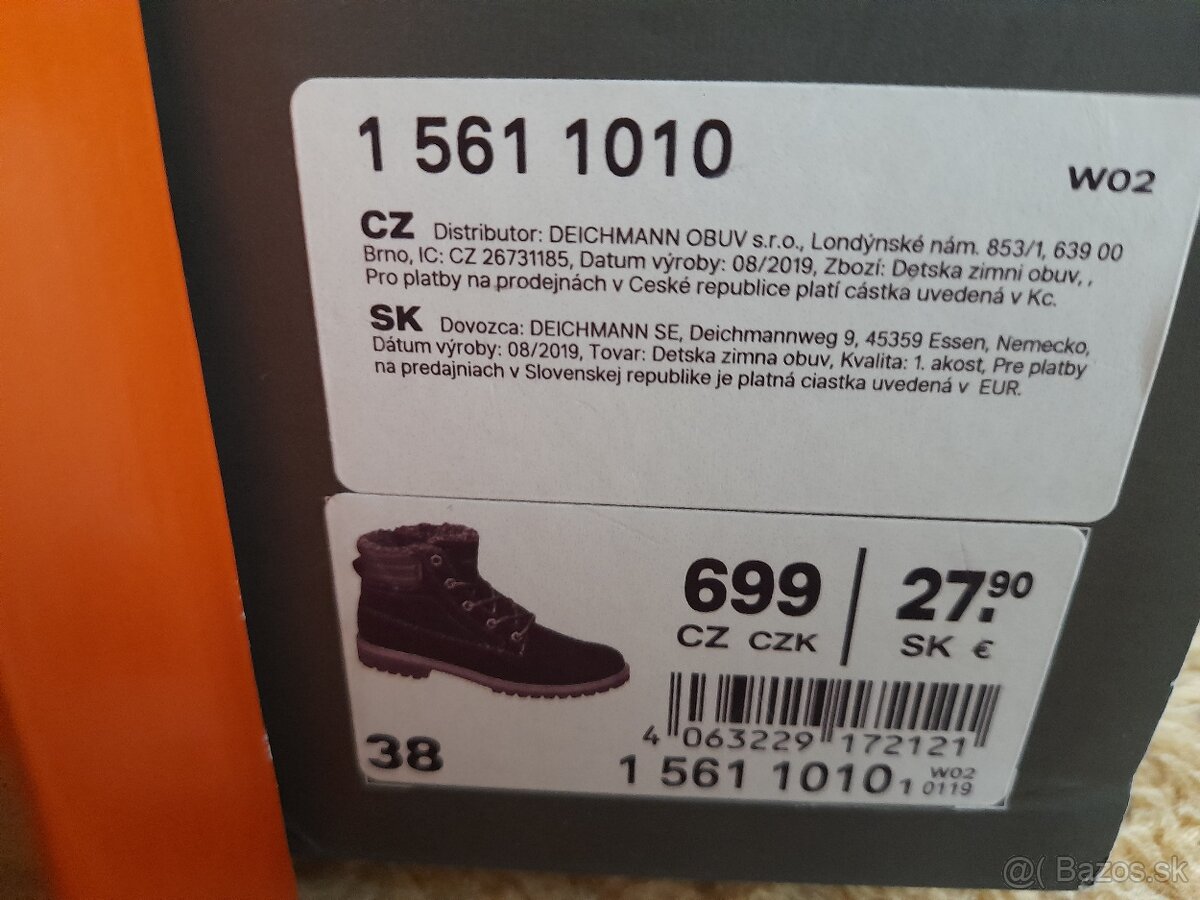 1 561 1010
W02
CZ Distributor: DEICHMANN OBUV s.r.o., Londýnské nám. 853/1, 639 00
Brno, IC: CZ 26731185, Datum výroby: 08/2019, Zbozí: Detska zimni obuv, ,
Pro platby na prodejnách v Ceské republice platí cástka uvedená v Kc.
SK Dovozca: DEICHMANN SE, Deichmannweg 9, 45359 Essen, Nemecko,
Dátum výroby: 08/2019, Tovar: Detska zimna obuv, Kvalita: 1. akost, Pre platby
na predajniach v Slovenskej republike je platná ciastka uvedená v EUR.
699 27.90
CZ CZK SK €
4 063229 172121
38
1 561 1010 1 W02
0119
@( Bazos.sk